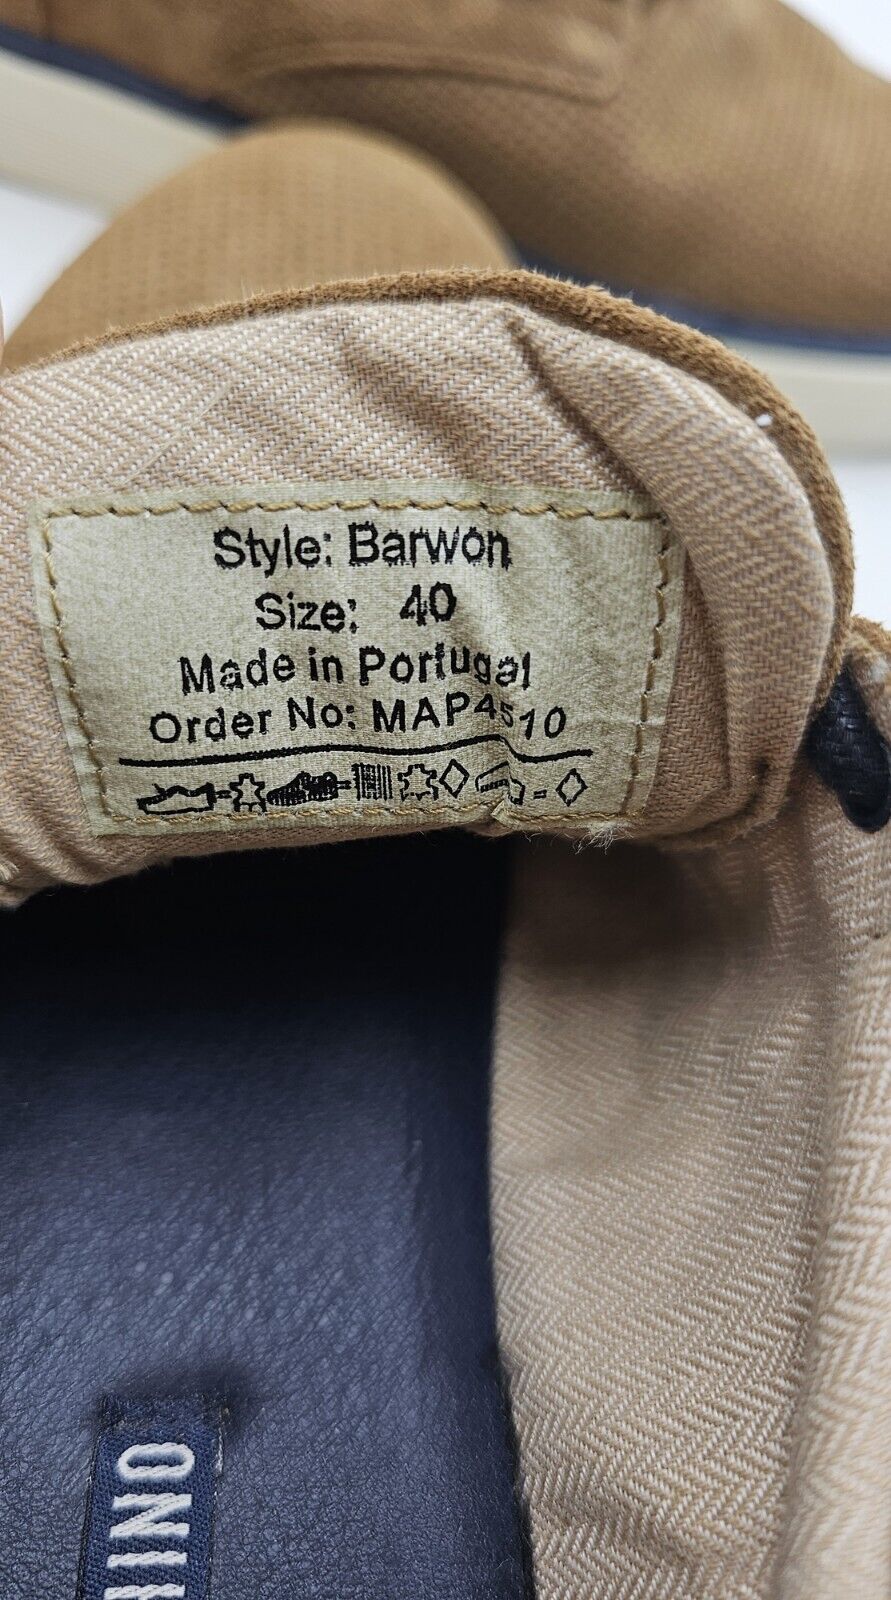 Style: Barwon
Size: 40
Made in Portugal
Order No: MAP4510